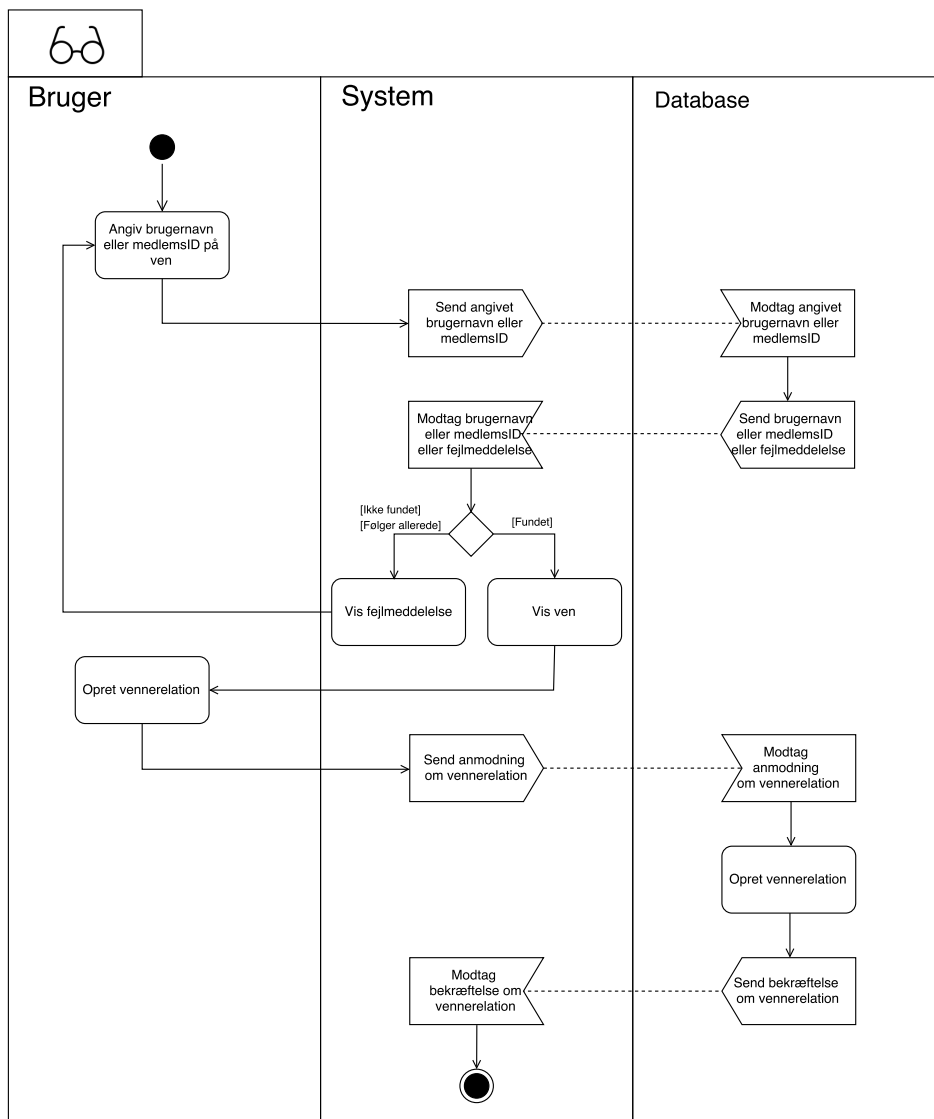 Bruger
System
Database
Angiv brugernavn
eller medlemsID på
ven
Send angivet
brugernavn eller
medlemsID
Modtag angivet
brugernavn eller
medlemsID
Modtag brugernavn
eller medlemsID
eller fejlmeddelelse
Send brugernavn
eller medlemsID
eller fejlmeddelelse
[Ikke fundet]
[Følger allerede]
[Fundet]
Vis fejlmeddelelse
Vis ven
Opret vennerelation
Send anmodning
om vennerelation
Modtag
anmodning
om vennerelation
Opret vennerelation
Modtag
bekræftelse om
vennerelation
Send bekræftelse
om vennerelation